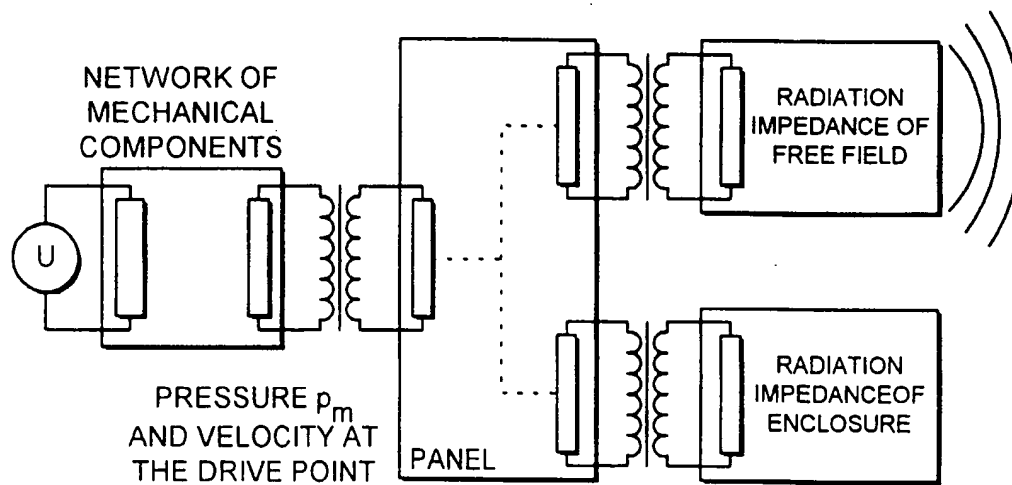 NETWORK OF
MECHANICAL
COMPONENTS
U
PRESSURE pm
AND VELOCITY AT
THE DRIVE POINT
PANEL
RADIATION
IMPEDANCE OF
FREE FIELD
RADIATION
IMPEDANCEOF
ENCLOSURE